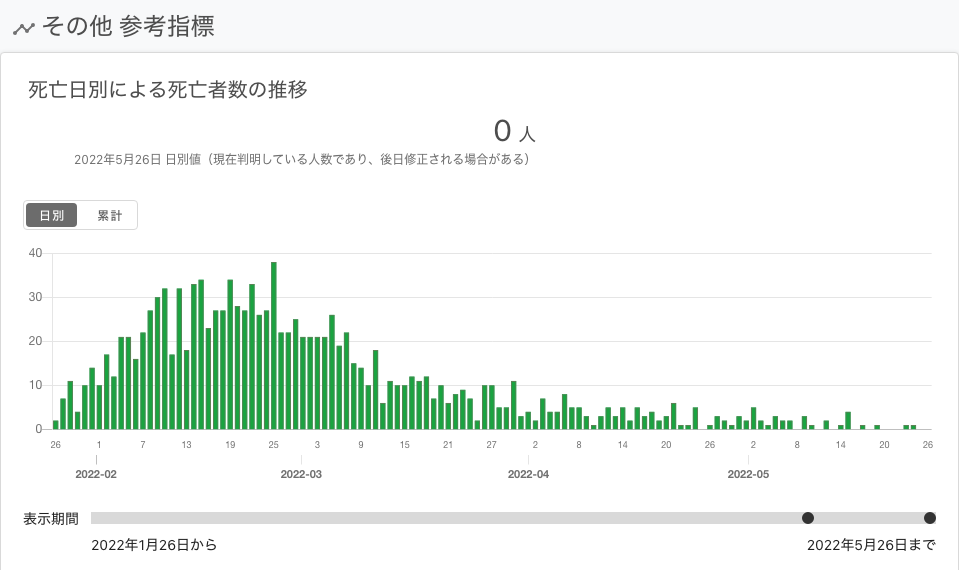 その他 参考指標
死亡日別による死亡者数の推移
0 人
2022年5月26日 日別値（現在判明している人数であり、後日修正される場合がある）
日別 累計
40
30
20
10
0
26 1 7 13 19 25 3 9 15 21 27 2 8 14 20 26 2 8 14 20 26
2022-02 2022-03 2022-04 2022-05
表示期間
2022年1月26日から 2022年5月26日まで